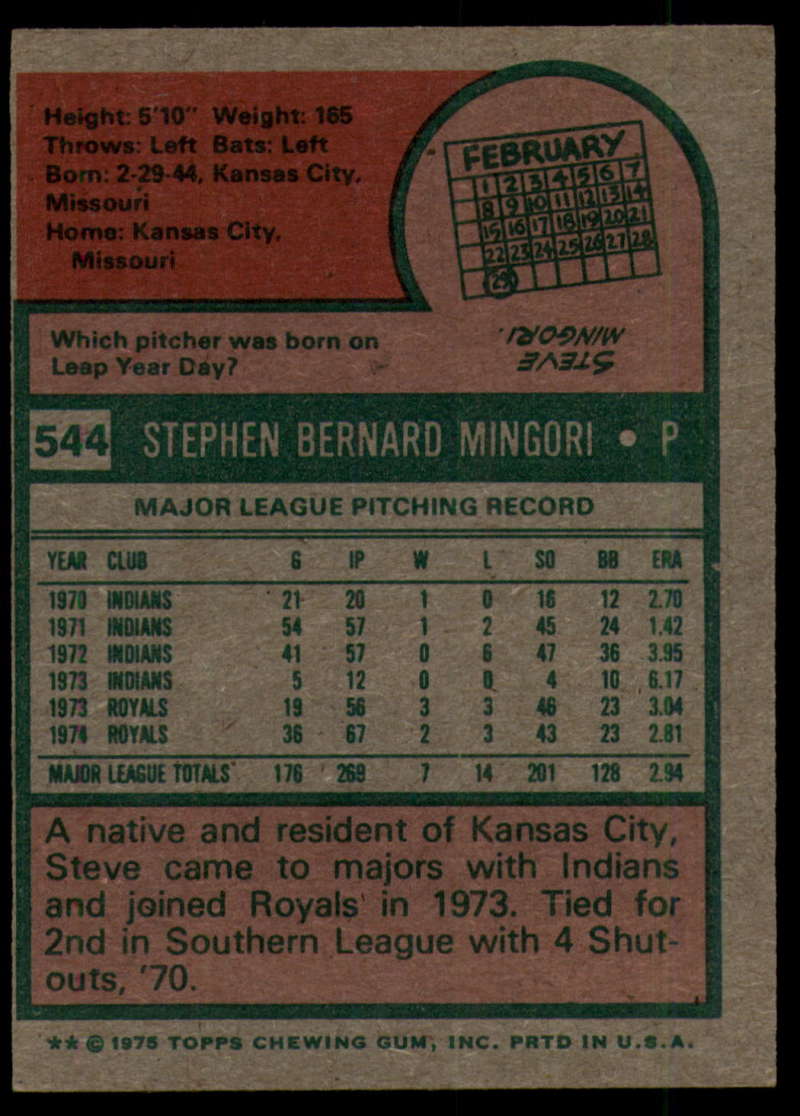 Height: 5'10" Weight: 165
Throws: Left Bats: Left
Born: 2-29-44, Kansas City,
Missouri
Home: Kansas City,
Missouri
FEBRUARY
1 2 3 4 5 6 7
8 9 10 11 12 13 14
15 16 17 18 19 20 21
22 23 24 25 26 27 28
29
Which pitcher was born on
Leap Year Day?
STEVE
MINGORI.
544 STEPHEN BERNARD MINGORI • P
MAJOR LEAGUE PITCHING RECORD
YEAR CLUB G IP W L SO BB ERA
1970 INDIANS 21 20 1 0 16 12 2.70
1971 INDIANS 54 57 1 2 45 24 1.42
1972 INDIANS 41 57 0 6 47 36 3.95
1973 INDIANS 5 12 0 0 4 10 6.17
1973 ROYALS 19 56 3 3 46 23 3.04
1974 ROYALS 36 67 2 3 43 23 2.81
MAJOR LEAGUE TOTALS 176 269 7 14 201 128 2.94
A native and resident of Kansas City,
Steve came to majors with Indians
and joined Royals in 1973. Tied for
2nd in Southern League with 4 Shut-
outs, '70.
** © 1975 TOPPS CHEWING GUM, INC. PRTD IN U.S.A.